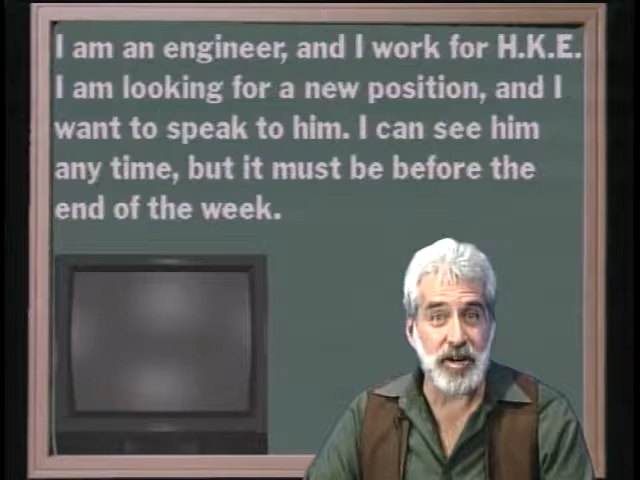 I am an engineer, and I work for H.K.E.
I am looking for a new position, and I
want to speak to him. I can see him
any time, but it must be before the
end of the week.